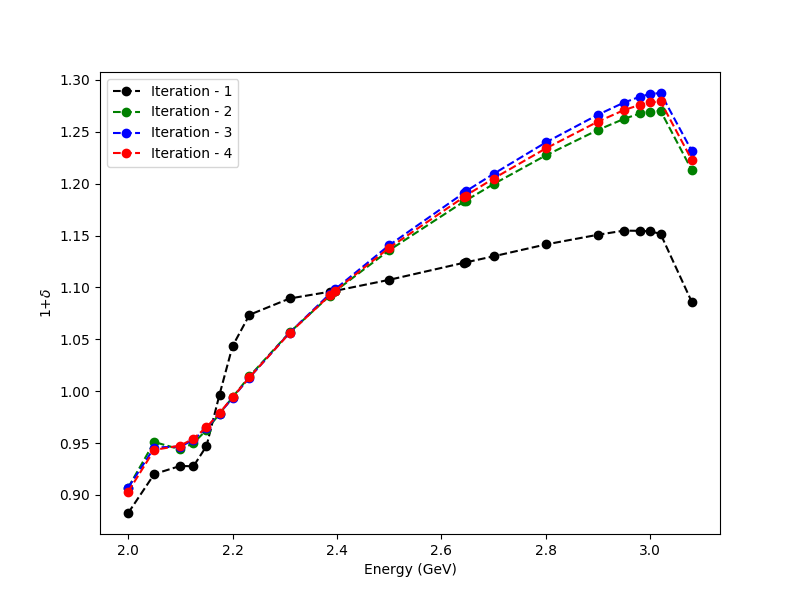 Iteration - 1
Iteration - 2
Iteration - 3
Iteration - 4
1.30
1.25
1.20
1.15
1.10
1.05
1.00
0.95
0.90
1+δ
2.0 2.2 2.4 2.6 2.8 3.0
Energy (GeV)